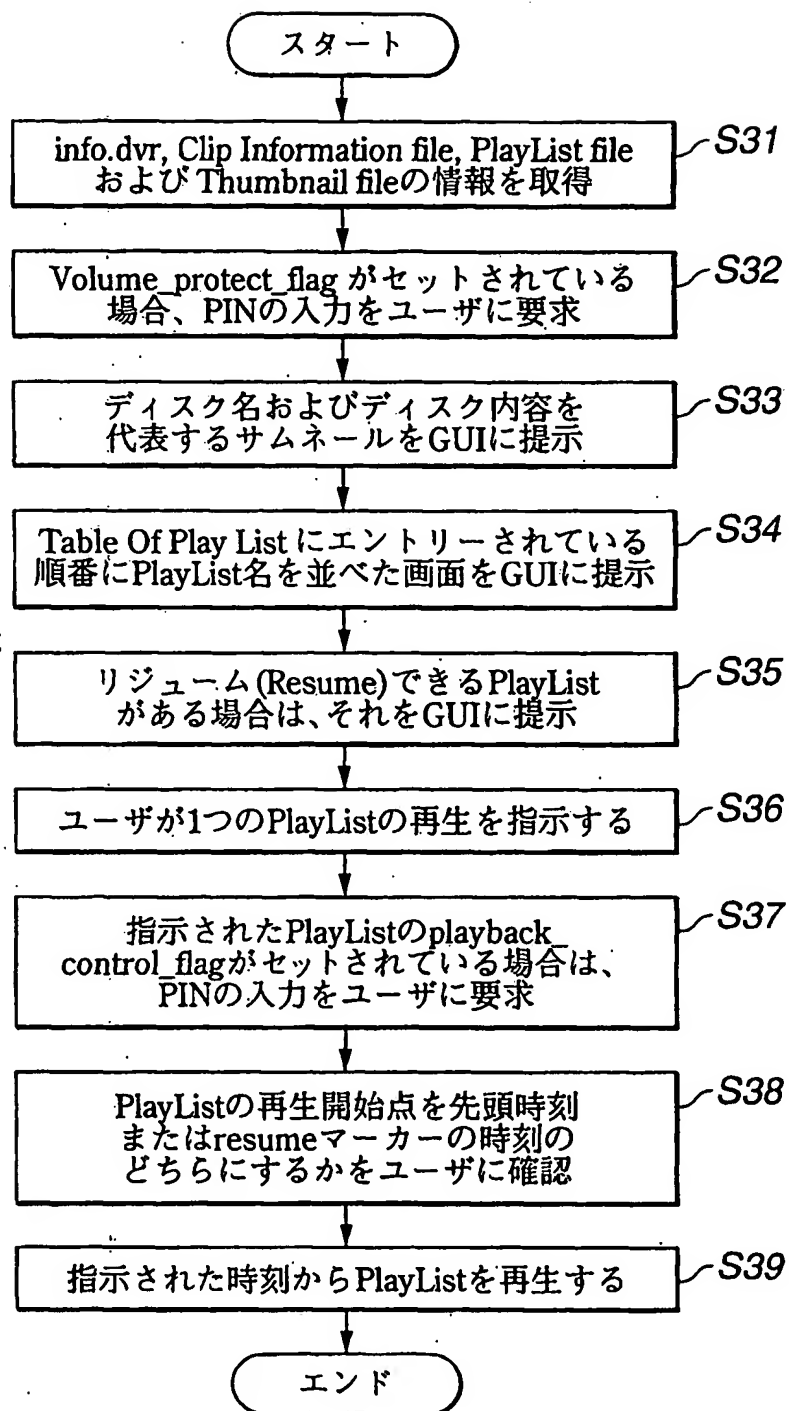 スタート
info.dvr, Clip Information file, PlayList file
およびThumbnail fileの情報を取得
S31
Volume_protect_flag がセットされている
場合、PINの入力をユーザに要求
S32
ディスク名およびディスク内容を
代表するサムネールをGUIに提示
S33
Table Of Play List にエントリーされている
順番にPlayList名を並べた画面をGUIに提示
S34
リジューム(Resume)できるPlayList
がある場合は、それをGUIに提示
S35
ユーザが1つのPlayListの再生を指示する
S36
指示されたPlayListのplayback_
control_flagがセットされている場合は、
PINの入力をユーザに要求
S37
PlayListの再生開始点を先頭時刻
またはresumeマーカーの時刻の
どちらにするかをユーザに確認
S38
指示された時刻からPlayListを再生する
S39
エンド